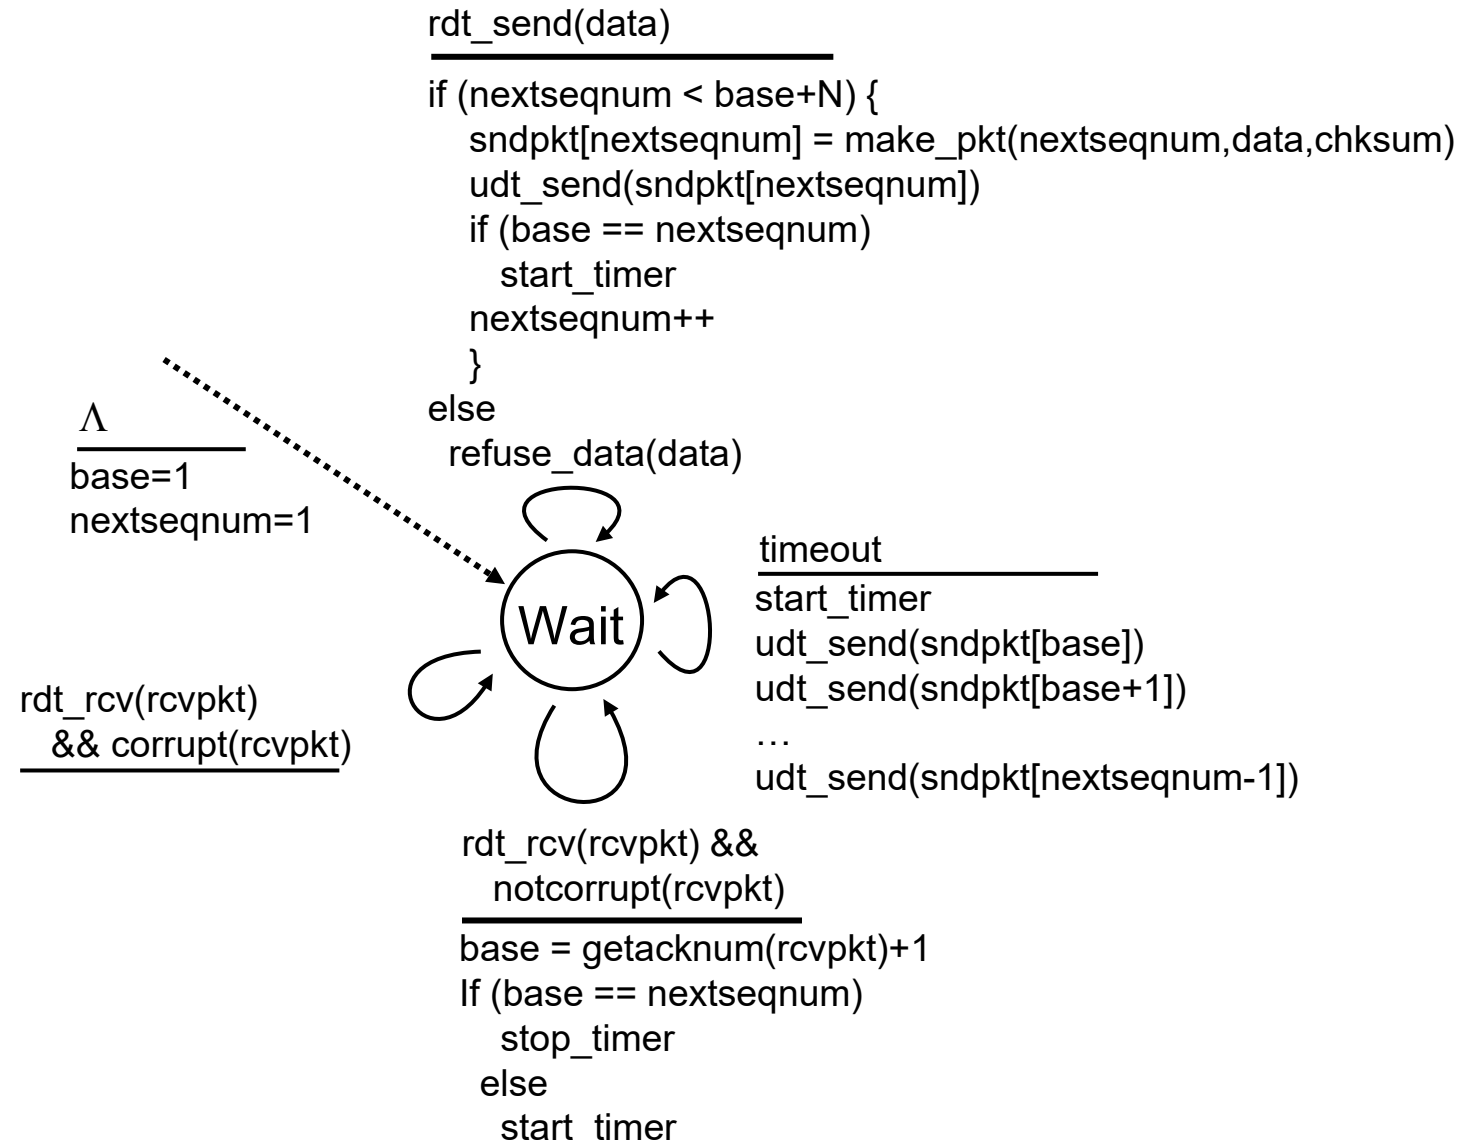 rdt_send(data)
if (nextseqnum < base+N) {
sndpkt[nextseqnum] = make_pkt(nextseqnum,data,chksum)
udt_send(sndpkt[nextseqnum])
if (base == nextseqnum)
start_timer
nextseqnum++
}
else
refuse_data(data)
Λ
base=1
nextseqnum=1
Wait
timeout
start_timer
udt_send(sndpkt[base])
udt_send(sndpkt[base+1])
…
udt_send(sndpkt[nextseqnum-1])
rdt_rcv(rcvpkt)
&& corrupt(rcvpkt)
rdt_rcv(rcvpkt) &&
notcorrupt(rcvpkt)
base = getacknum(rcvpkt)+1
If (base == nextseqnum)
stop_timer
else
start_timer